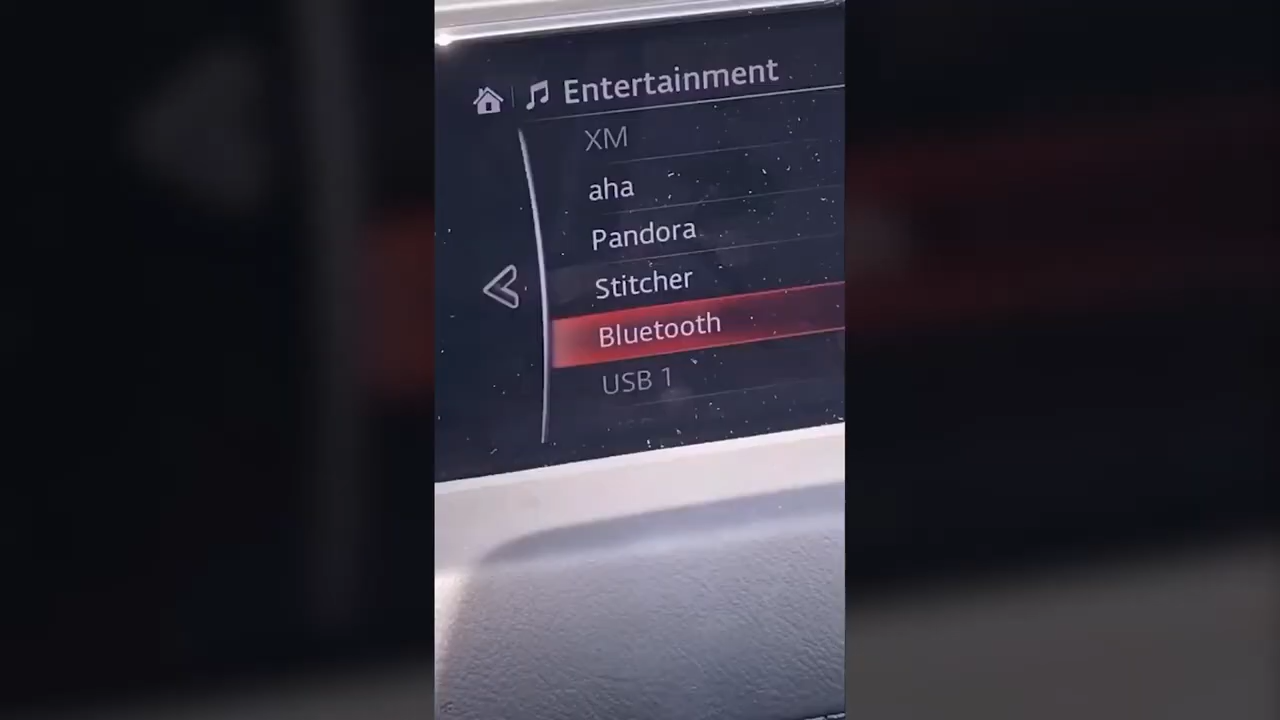 Entertainment
XM
aha
Pandora
Stitcher
Bluetooth
USB 1